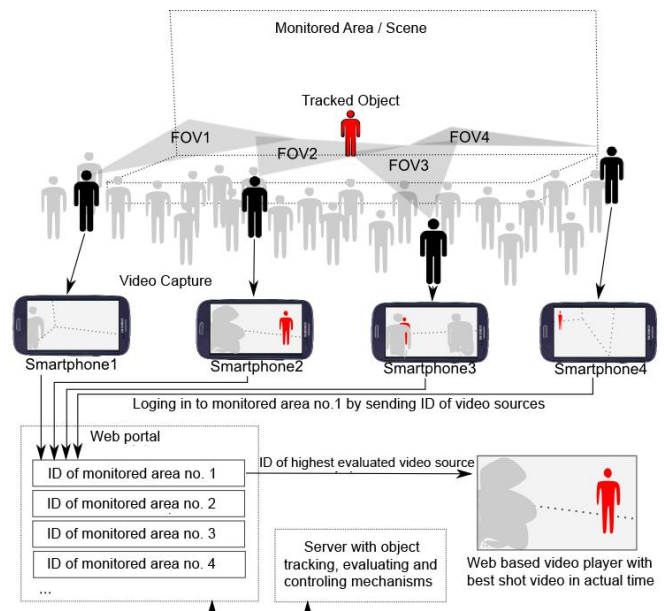 Monitored Area / Scene
Tracked Object
FOV1
FOV4
FOV2
FOV3
Video Capture
Smartphone1
Smartphone2
Smartphone3
Smartphone4
Loging in to monitored area no.1 by sending ID of video sources
Web portal
ID of monitored area no. 1
ID of highest evaluated video source
ID of monitored area no. 2
ID of monitored area no. 3
ID of monitored area no. 4
...
Server with object
tracking, evaluating and
controling mechanisms
Web based video player with
best shot video in actual time